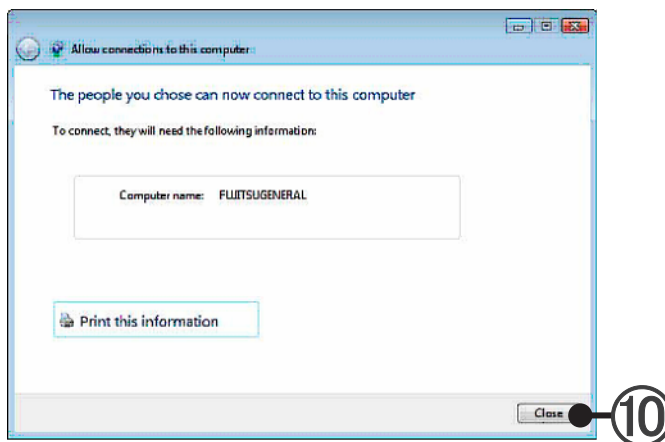 Allow connections to this computer
The people you chose can now connect to this computer
To connect, they will need the following information:
Computer name: FUJITSUGENERAL
Print this information
Close
⑩